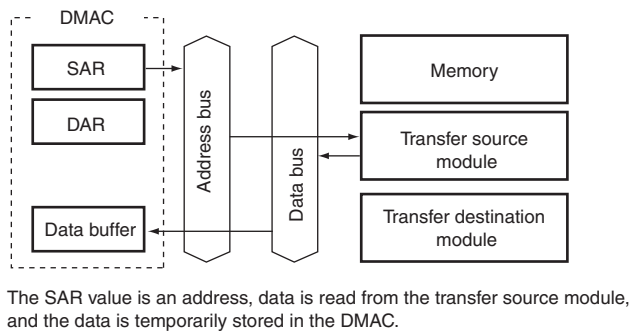 DMAC
SAR
DAR
Data buffer
Address bus
Data bus
Memory
Transfer source
module
Transfer destination
module
The SAR value is an address, data is read from the transfer source module,
and the data is temporarily stored in the DMAC.